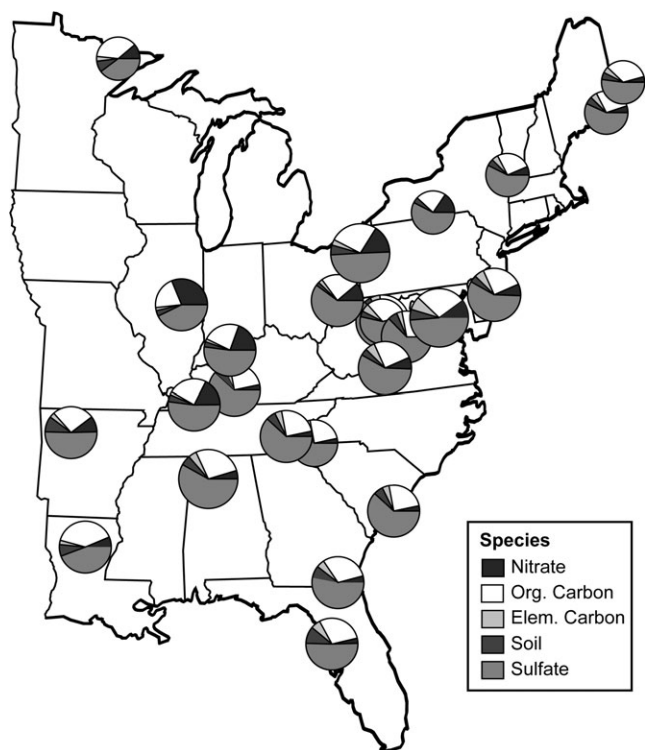 Species
Nitrate
Org. Carbon
Elem. Carbon
Soil
Sulfate